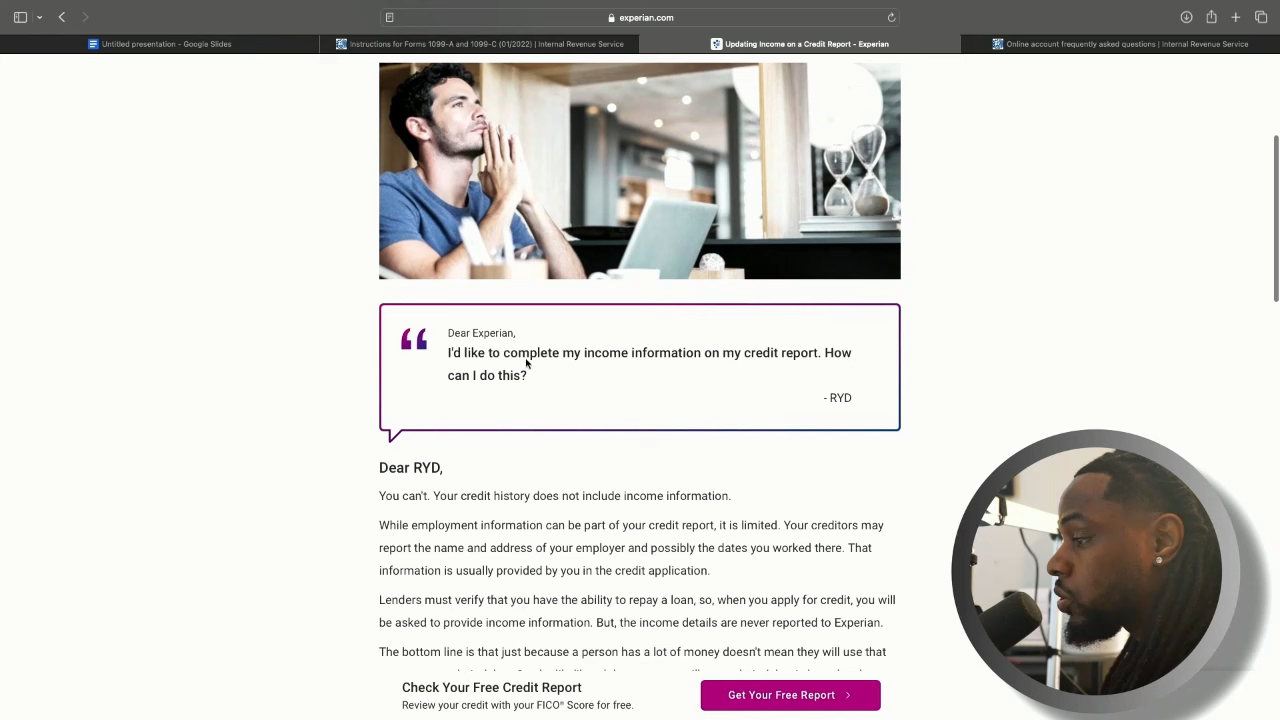 experian.com
Untitled presentation - Google Slides
Instructions for Forms 1099-A and 1099-C (01/2022) | Internal Revenue Service
Updating Income on a Credit Report - Experian
Online account frequently asked questions | Internal Revenue Service
Dear Experian,
I'd like to complete my income information on my credit report. How
can I do this?
- RYD
Dear RYD,
You can't. Your credit history does not include income information.
While employment information can be part of your credit report, it is limited. Your creditors may
report the name and address of your employer and possibly the dates you worked there. That
information is usually provided by you in the credit application.
Lenders must verify that you have the ability to repay a loan, so, when you apply for credit, you will
be asked to provide income information. But, the income details are never reported to Experian.
The bottom line is that just because a person has a lot of money doesn't mean they will use that
Check Your Free Credit Report
Review your credit with your FICO® Score for free.
Get Your Free Report